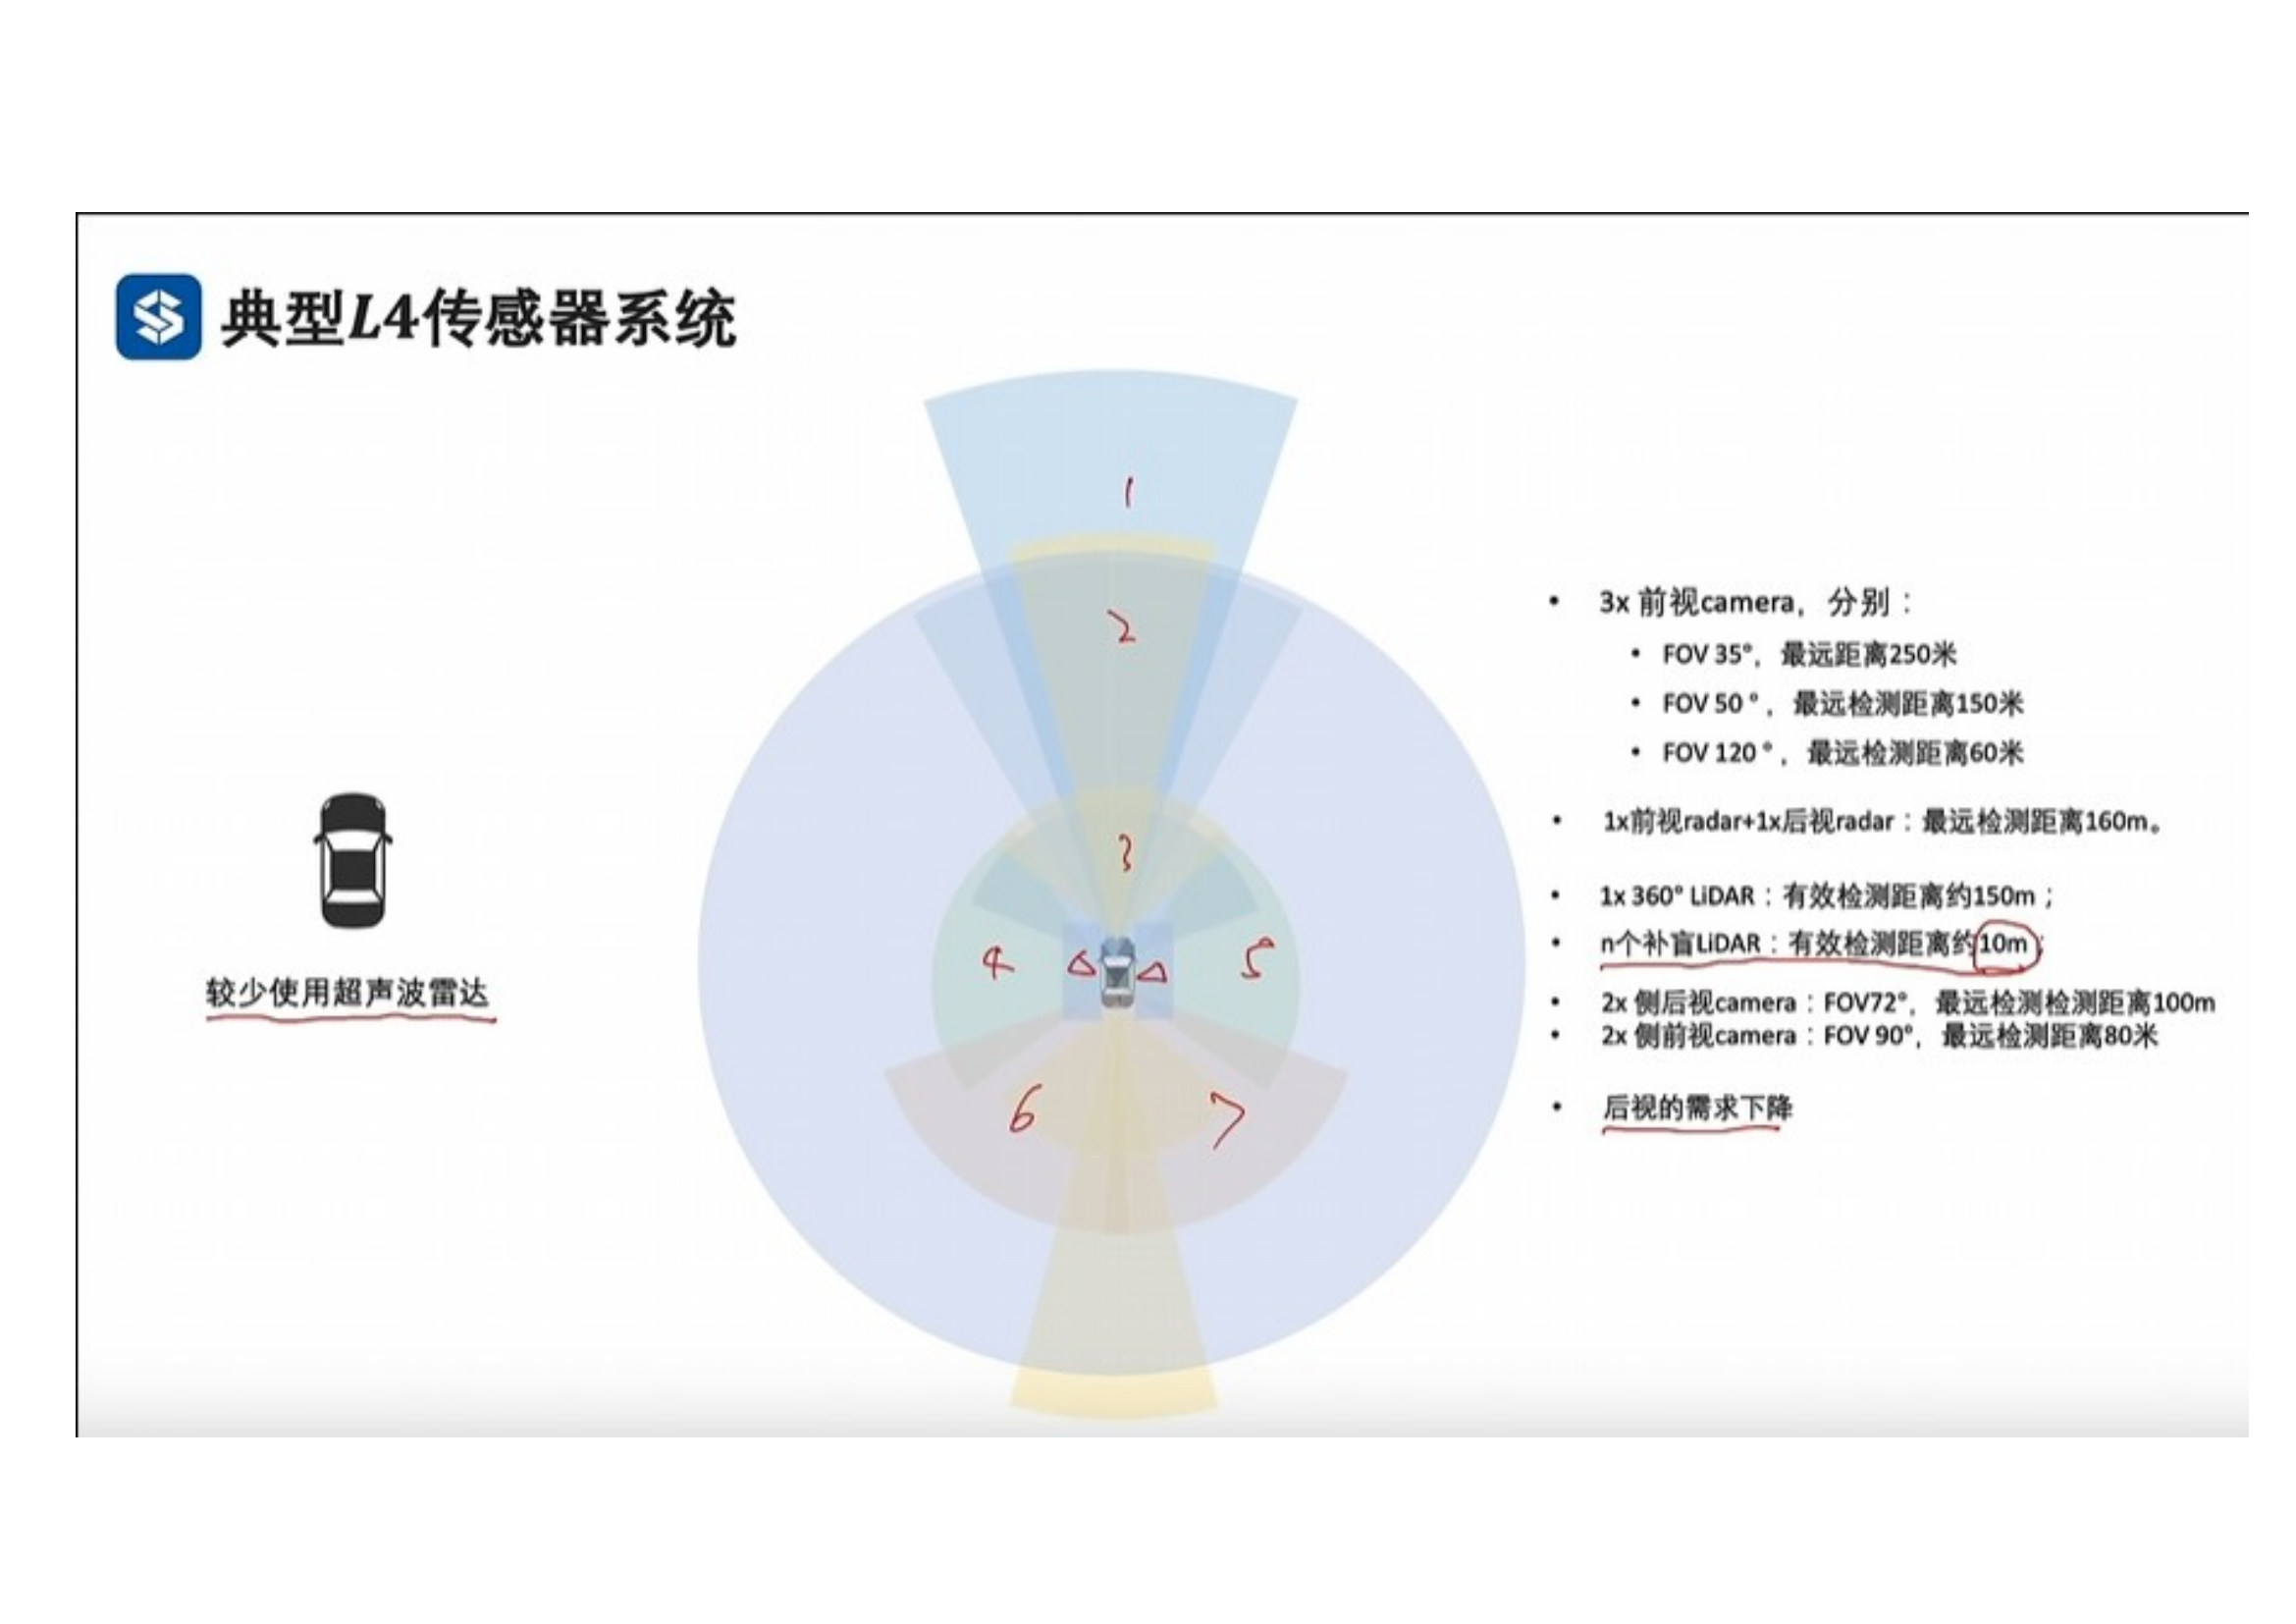 典型L4传感器系统
1
2
3
4
5
6
7
较少使用超声波雷达
• 3x 前视camera，分别：
• FOV 35°，最远距离250米
• FOV 50 °，最远检测距离150米
• FOV 120 °，最远检测距离60米
• 1x前视radar+1x后视radar：最远检测距离160m。
• 1x 360° LiDAR：有效检测距离约150m；
• n个补盲LiDAR：有效检测距离约10m；
• 2x 侧后视camera：FOV72°，最远检测检测距离100m
• 2x 侧前视camera：FOV 90°，最远检测距离80米
• 后视的需求下降